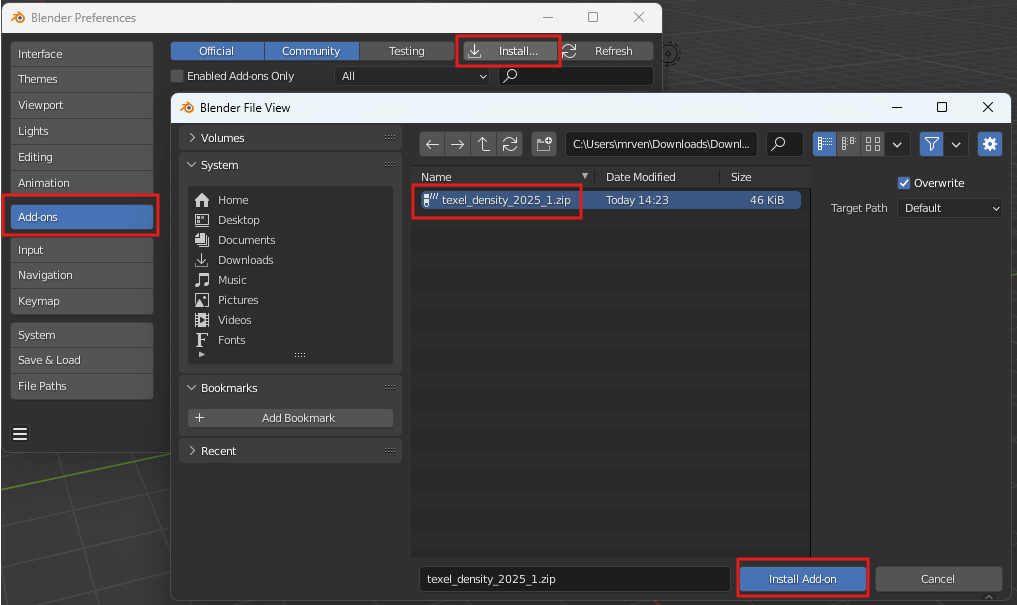 Blender Preferences
Interface
Themes
Viewport
Lights
Editing
Animation
Add-ons
Input
Navigation
Keymap
System
Save & Load
File Paths
Official Community Testing Install... Refresh
Enabled Add-ons Only All
Blender File View
Volumes
System
Home
Desktop
Documents
Downloads
Music
Pictures
Videos
Fonts
Bookmarks
Add Bookmark
Recent
C:\Users\mrven\Downloads\Downl...
Name Date Modified Size
texel_density_2025_1.zip Today 14:23 46 KiB
Overwrite
Target Path Default
texel_density_2025_1.zip
Install Add-on Cancel